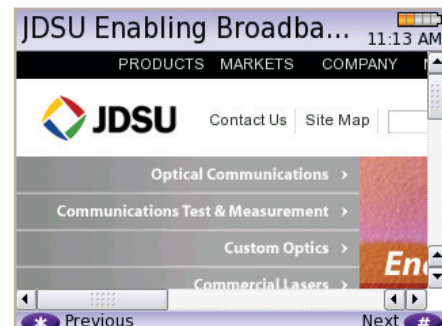 JDSU Enabling Broadba...
11:13 AM
PRODUCTS MARKETS COMPANY
JDSU Contact Us Site Map
Optical Communications ›
Communications Test & Measurement ›
Custom Optics ›
En
Commercial Lasers ›
* Previous Next #